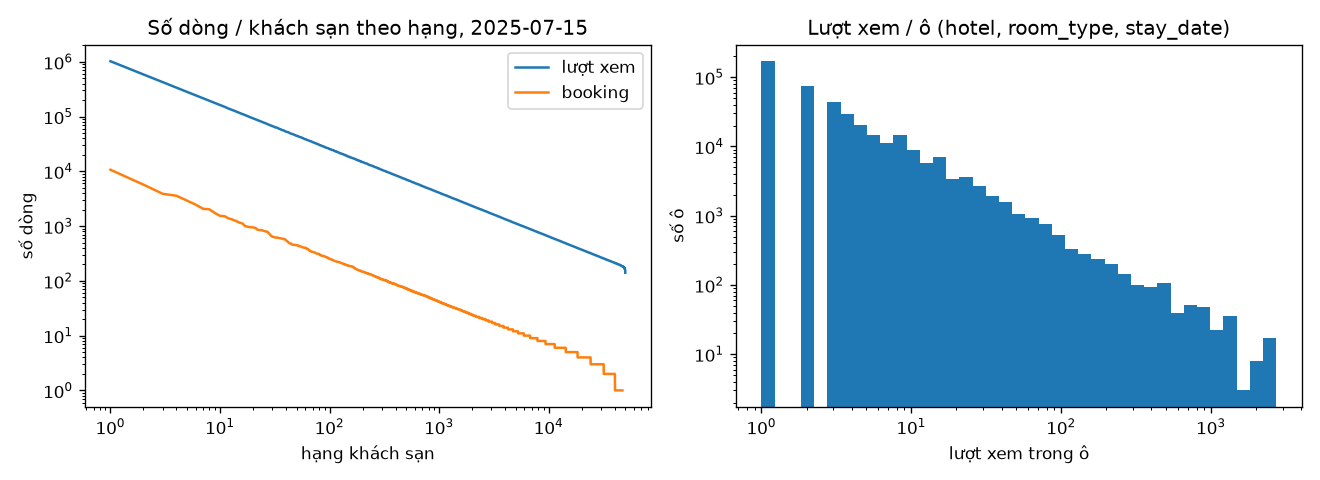 Số dòng / khách sạn theo hạng, 2025-07-15
10^6
10^5
10^4
10^3
10^2
10^1
10^0
số dòng
lượt xem
booking
10^0
10^1
10^2
10^3
10^4
hạng khách sạn
Lượt xem / ô (hotel, room_type, stay_date)
10^5
10^4
10^3
10^2
10^1
số ô
10^0
10^1
10^2
10^3
lượt xem trong ô